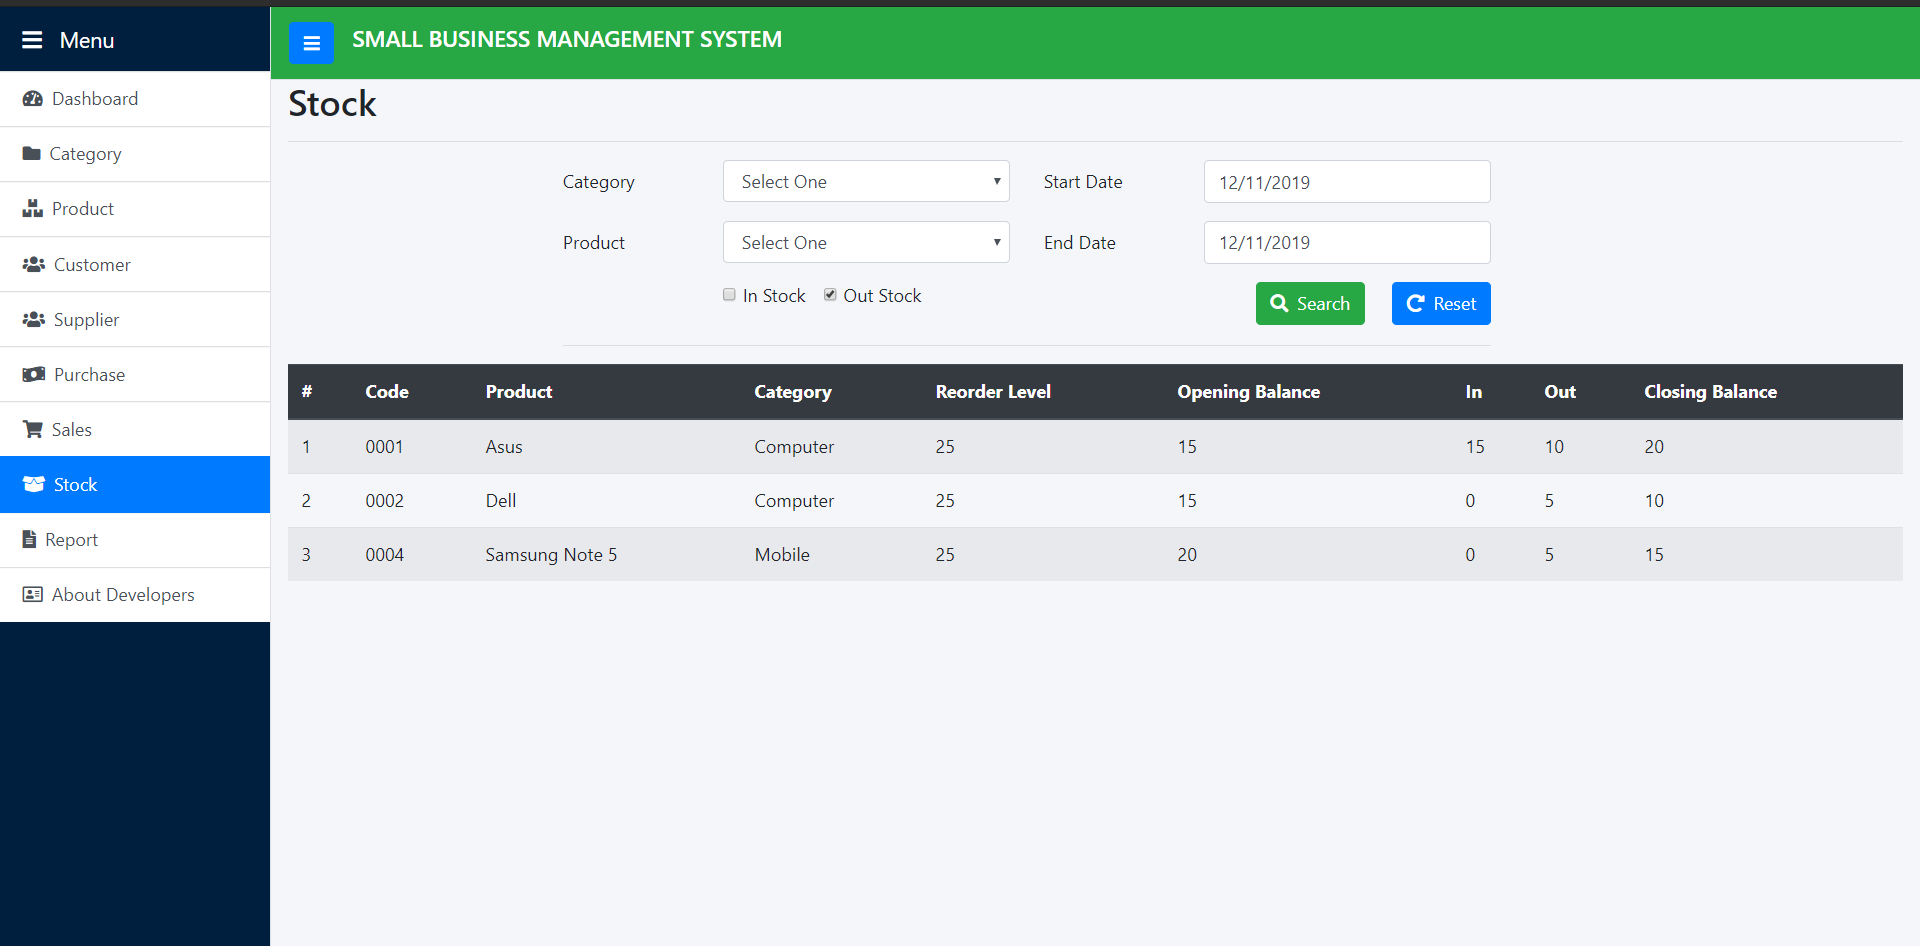 Menu
SMALL BUSINESS MANAGEMENT SYSTEM
Dashboard
Category
Product
Customer
Supplier
Purchase
Sales
Stock
Report
About Developers
Stock
Category Select One Start Date 12/11/2019
Product Select One End Date 12/11/2019
In Stock Out Stock Search Reset
# Code Product Category Reorder Level Opening Balance In Out Closing Balance
1 0001 Asus Computer 25 15 15 10 20
2 0002 Dell Computer 25 15 0 5 10
3 0004 Samsung Note 5 Mobile 25 20 0 5 15